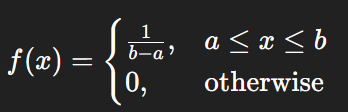 f(x) = { 1/(b−a), a ≤ x ≤ b
0, otherwise